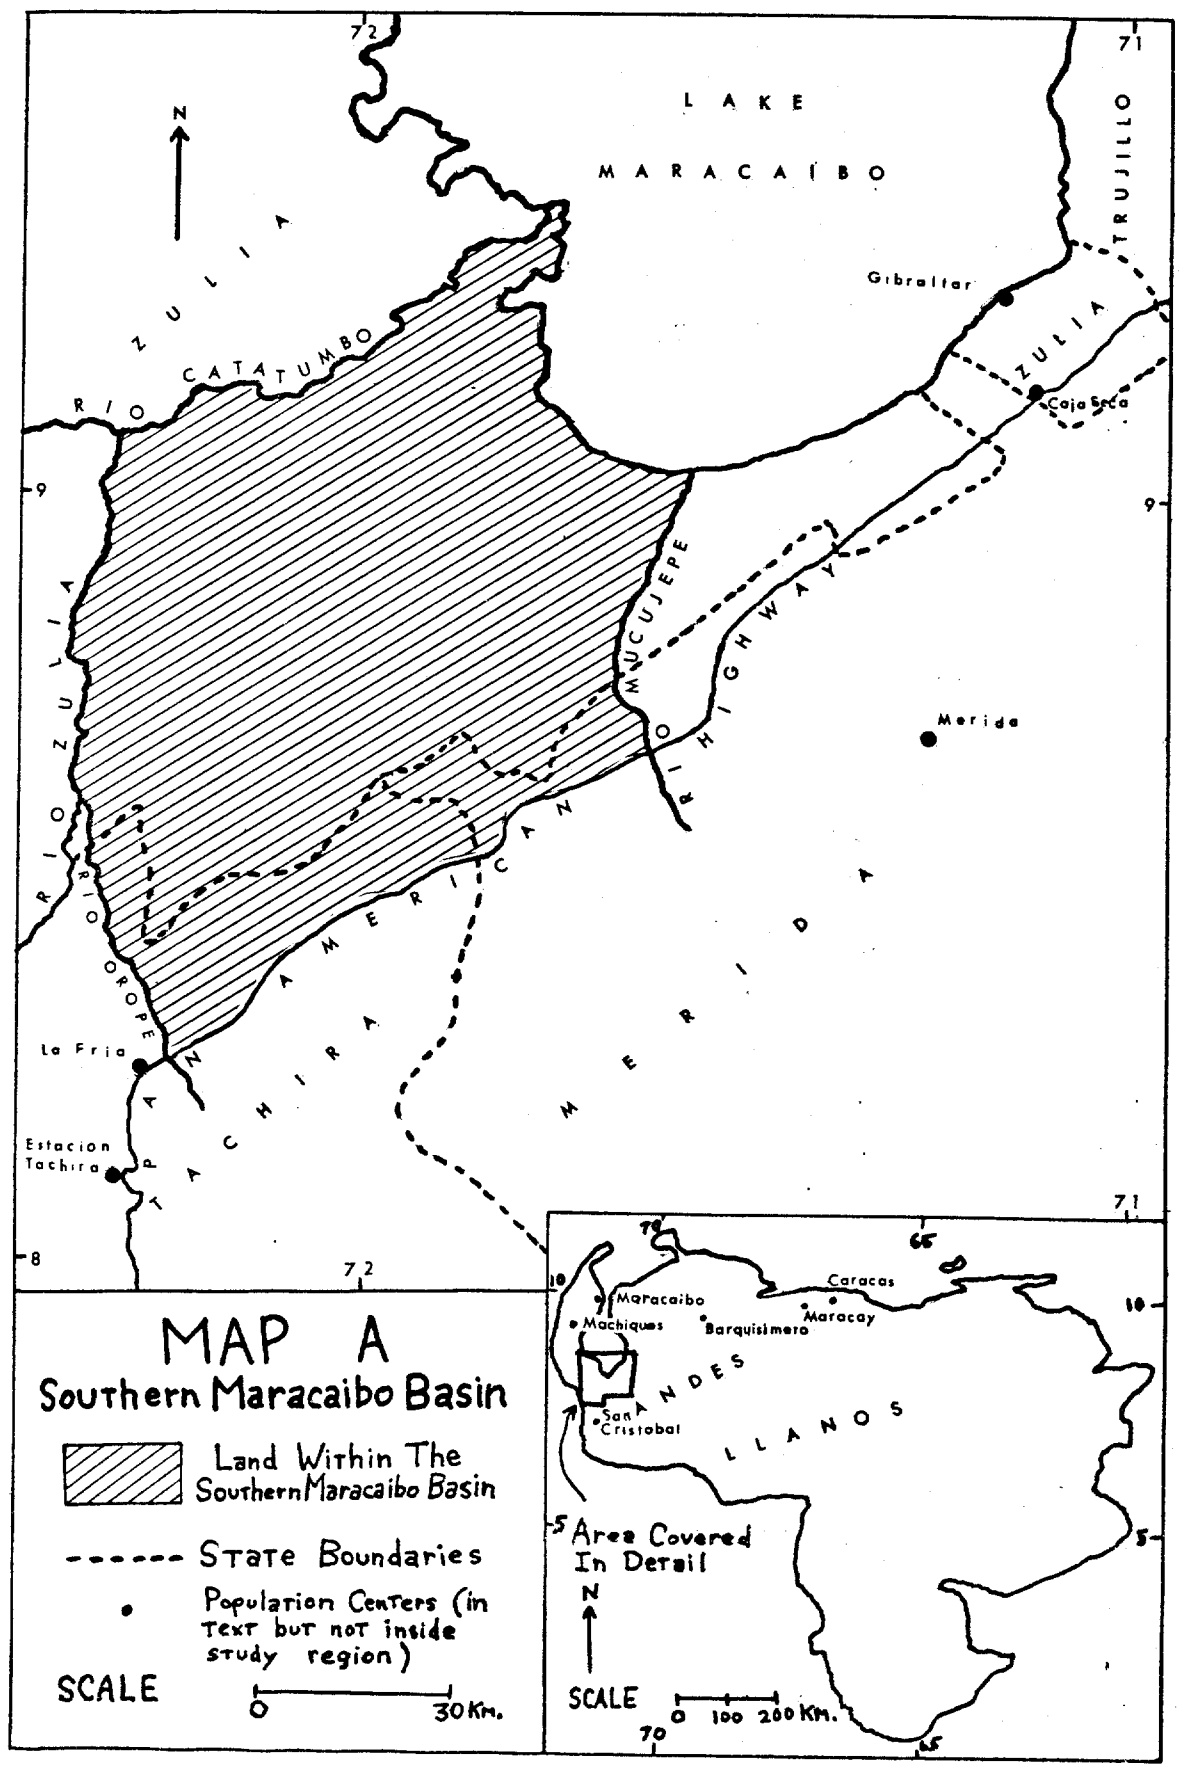 72
71
N
LAKE
MARACAÍBO
TRUJILLO
ZULIA
Gibraltar
ZULIA
RIO CATATUMBO
Caja Seca
9
9
RIO ZULIA
RIO MUCUJEPE
Merida
PAN AMERICAN HIGHWAY
RIO OROPE
MERIDA
TACHIRA
La Fria
Estacion
Tachira
8
72
71
MAP A
Southern Maracaibo Basin
Land Within The
Southern Maracaibo Basin
State Boundaries
Population Centers (in
text but not inside
study region)
SCALE
0 30 Km.
70
65
10
10
Caracas
Maracaibo
Maracay
Machiques
Barquisimero
ANDES
San
Cristobal
LLANOS
5
5
Area Covered
In Detail
N
SCALE
0 100 200 Km.
70
65